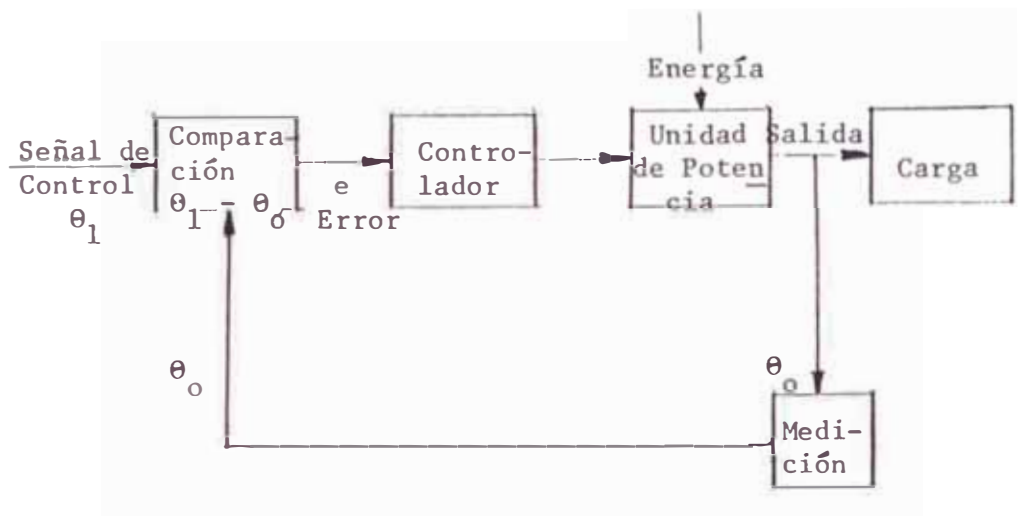 Energía
Señal de
Control
θ1
Compara-
ción
θ1 - θo
e
Error
Contro-
lador
Unidad
de Poten
cia
Salida
Carga
θo
θo
Medi-
ción